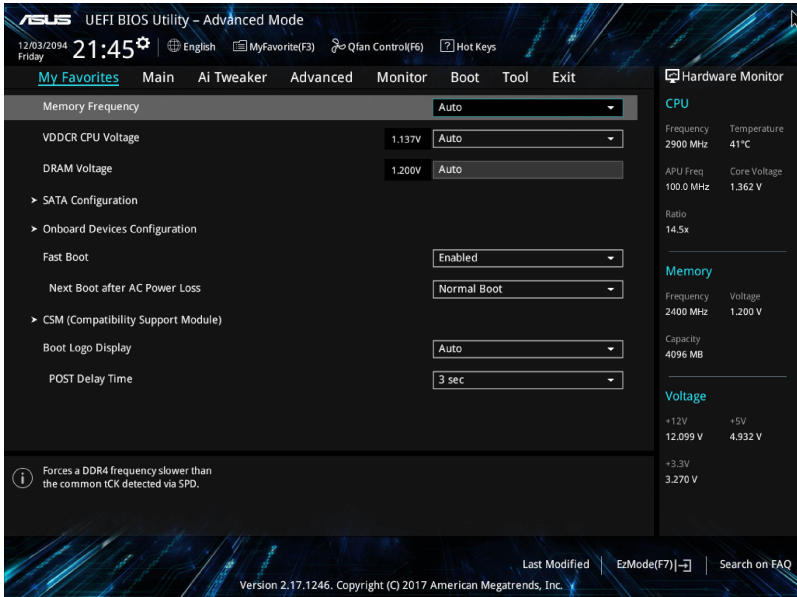 ASUS UEFI BIOS Utility – Advanced Mode
12/03/2094
Friday
21:45
English
MyFavorite(F3)
Qfan Control(F6)
? Hot Keys
My Favorites Main Ai Tweaker Advanced Monitor Boot Tool Exit
Memory Frequency Auto
VDDCR CPU Voltage 1.137V Auto
DRAM Voltage 1.200V Auto
> SATA Configuration
> Onboard Devices Configuration
Fast Boot Enabled
Next Boot after AC Power Loss Normal Boot
> CSM (Compatibility Support Module)
Boot Logo Display Auto
POST Delay Time 3 sec
i
Forces a DDR4 frequency slower than
the common tCK detected via SPD.
Hardware Monitor
CPU
Frequency Temperature
2900 MHz 41°C
APU Freq Core Voltage
100.0 MHz 1.362 V
Ratio
14.5x
Memory
Frequency Voltage
2400 MHz 1.200 V
Capacity
4096 MB
Voltage
+12V +5V
12.099 V 4.932 V
+3.3V
3.270 V
Last Modified
EzMode(F7)
Search on FAQ
Version 2.17.1246. Copyright (C) 2017 American Megatrends, Inc.